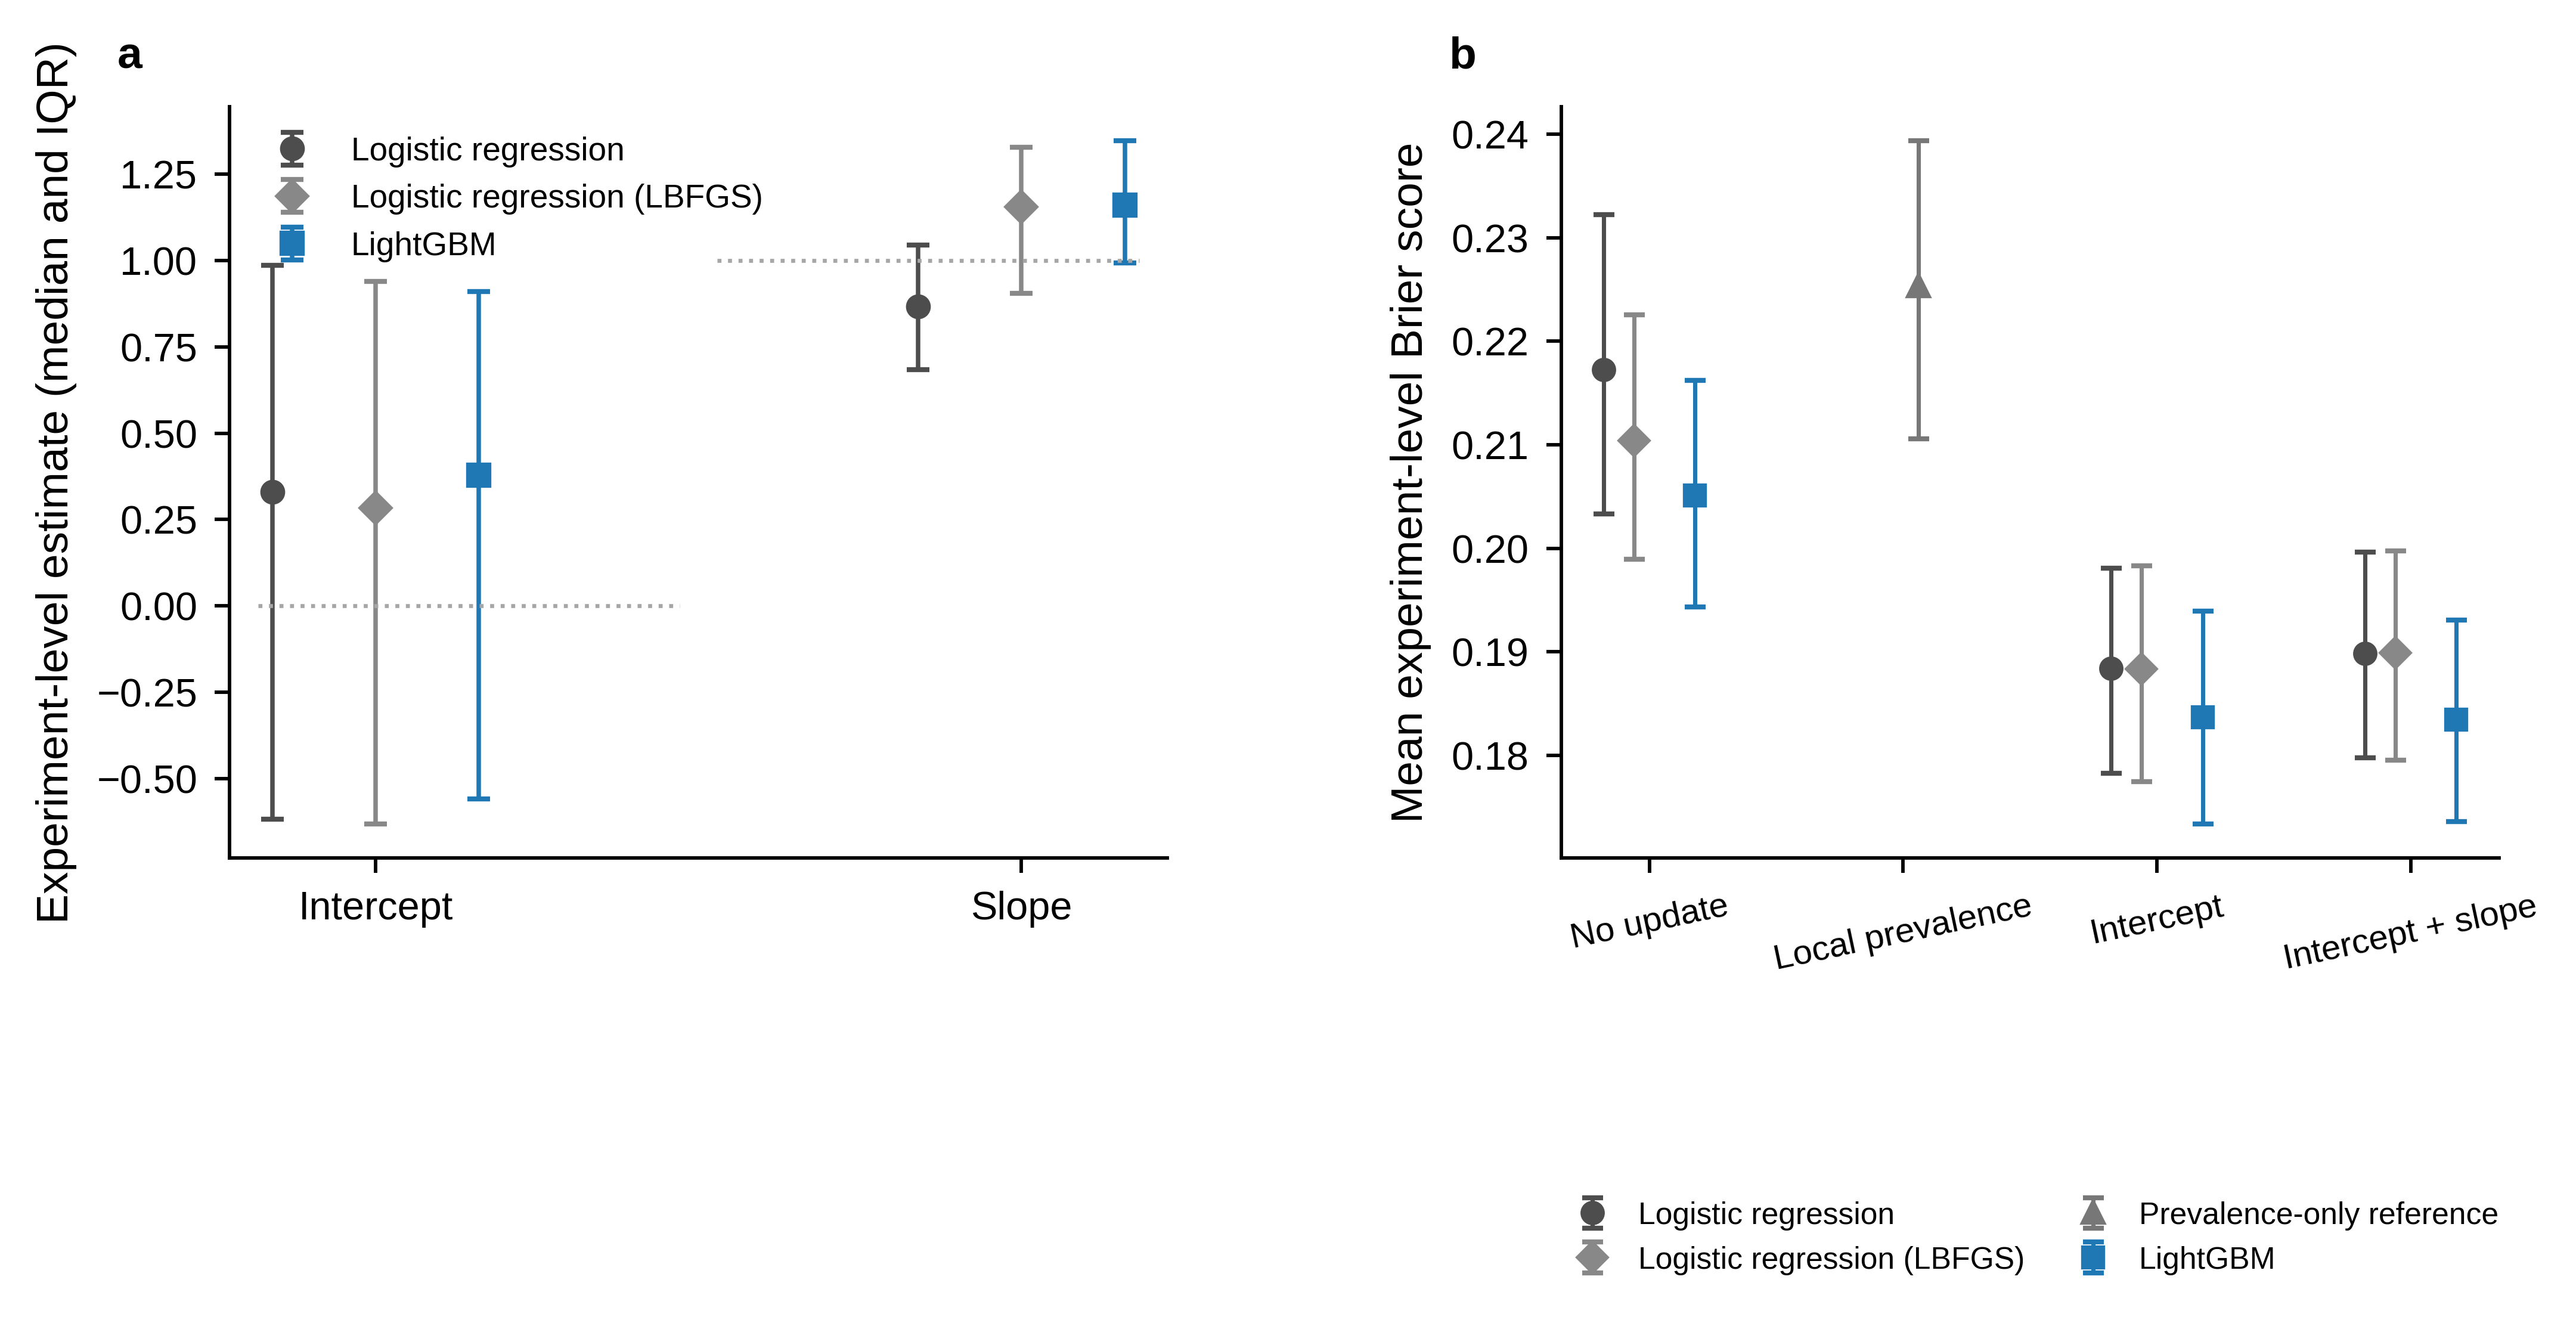 a
Experiment-level estimate (median and IQR)
1.25
1.00
0.75
0.50
0.25
0.00
−0.25
−0.50
Logistic regression
Logistic regression (LBFGS)
LightGBM
Intercept
Slope
b
Mean experiment-level Brier score
0.24
0.23
0.22
0.21
0.20
0.19
0.18
No update
Local prevalence
Intercept
Intercept + slope
Logistic regression
Logistic regression (LBFGS)
Prevalence-only reference
LightGBM